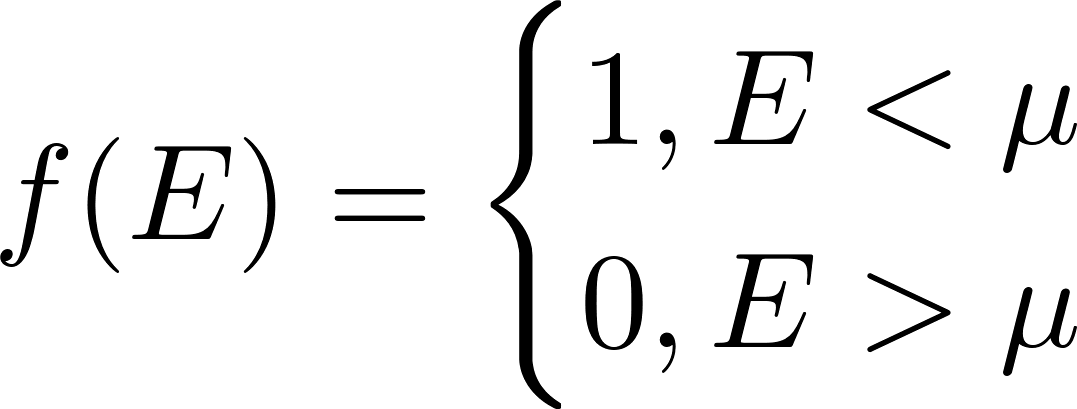 f(E) = { 1, E < μ
0, E > μ